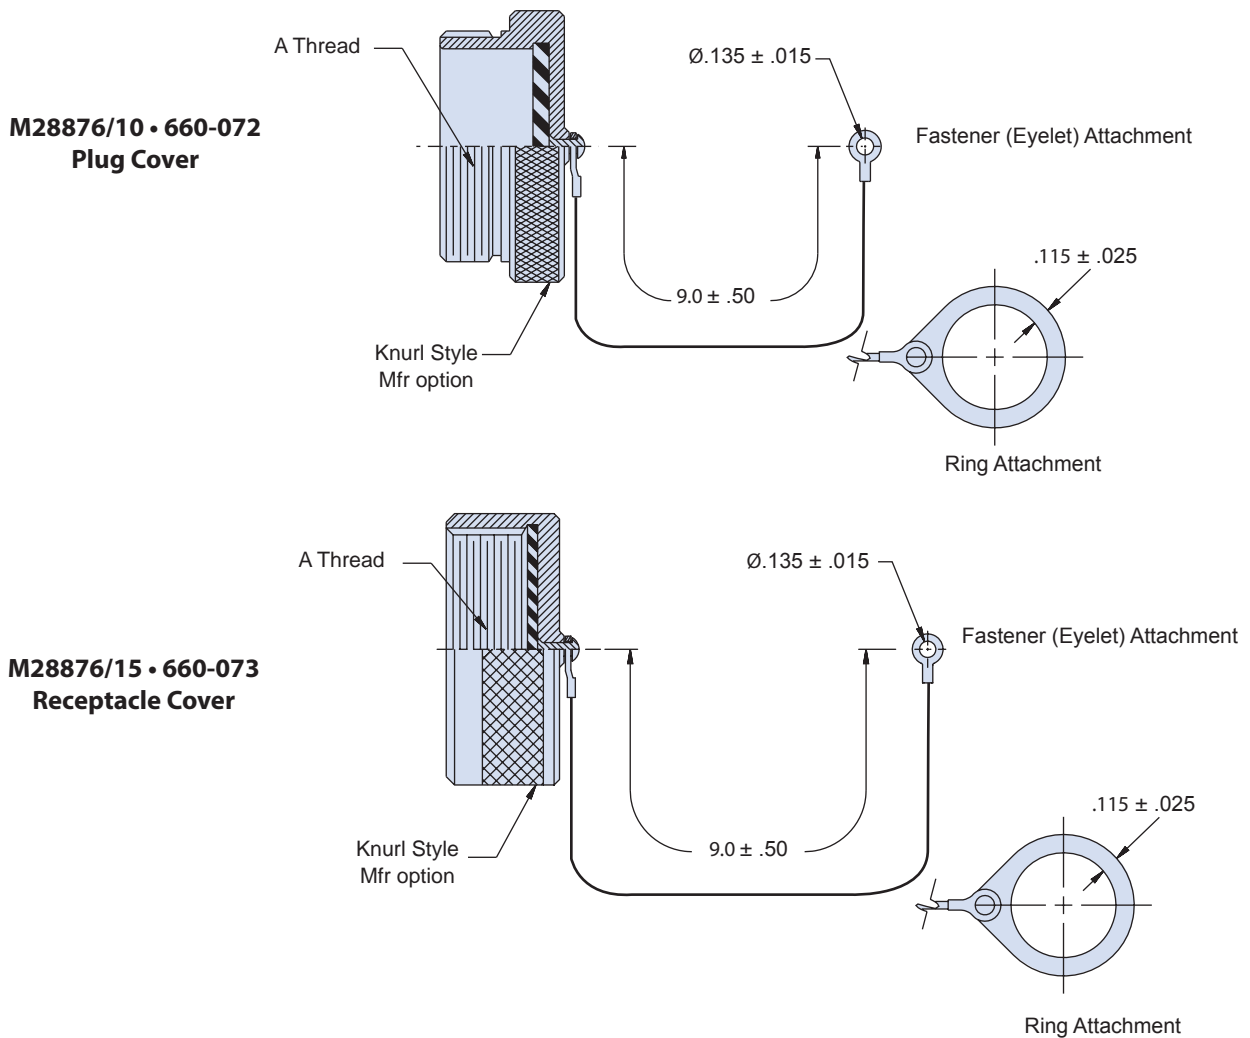 A Thread
Ø.135 ± .015
M28876/10 • 660-072
Plug Cover
Fastener (Eyelet) Attachment
.115 ± .025
9.0 ± .50
Knurl Style
Mfr option
Ring Attachment
A Thread
Ø.135 ± .015
Fastener (Eyelet) Attachment
M28876/15 • 660-073
Receptacle Cover
.115 ± .025
Knurl Style
Mfr option
9.0 ± .50
Ring Attachment